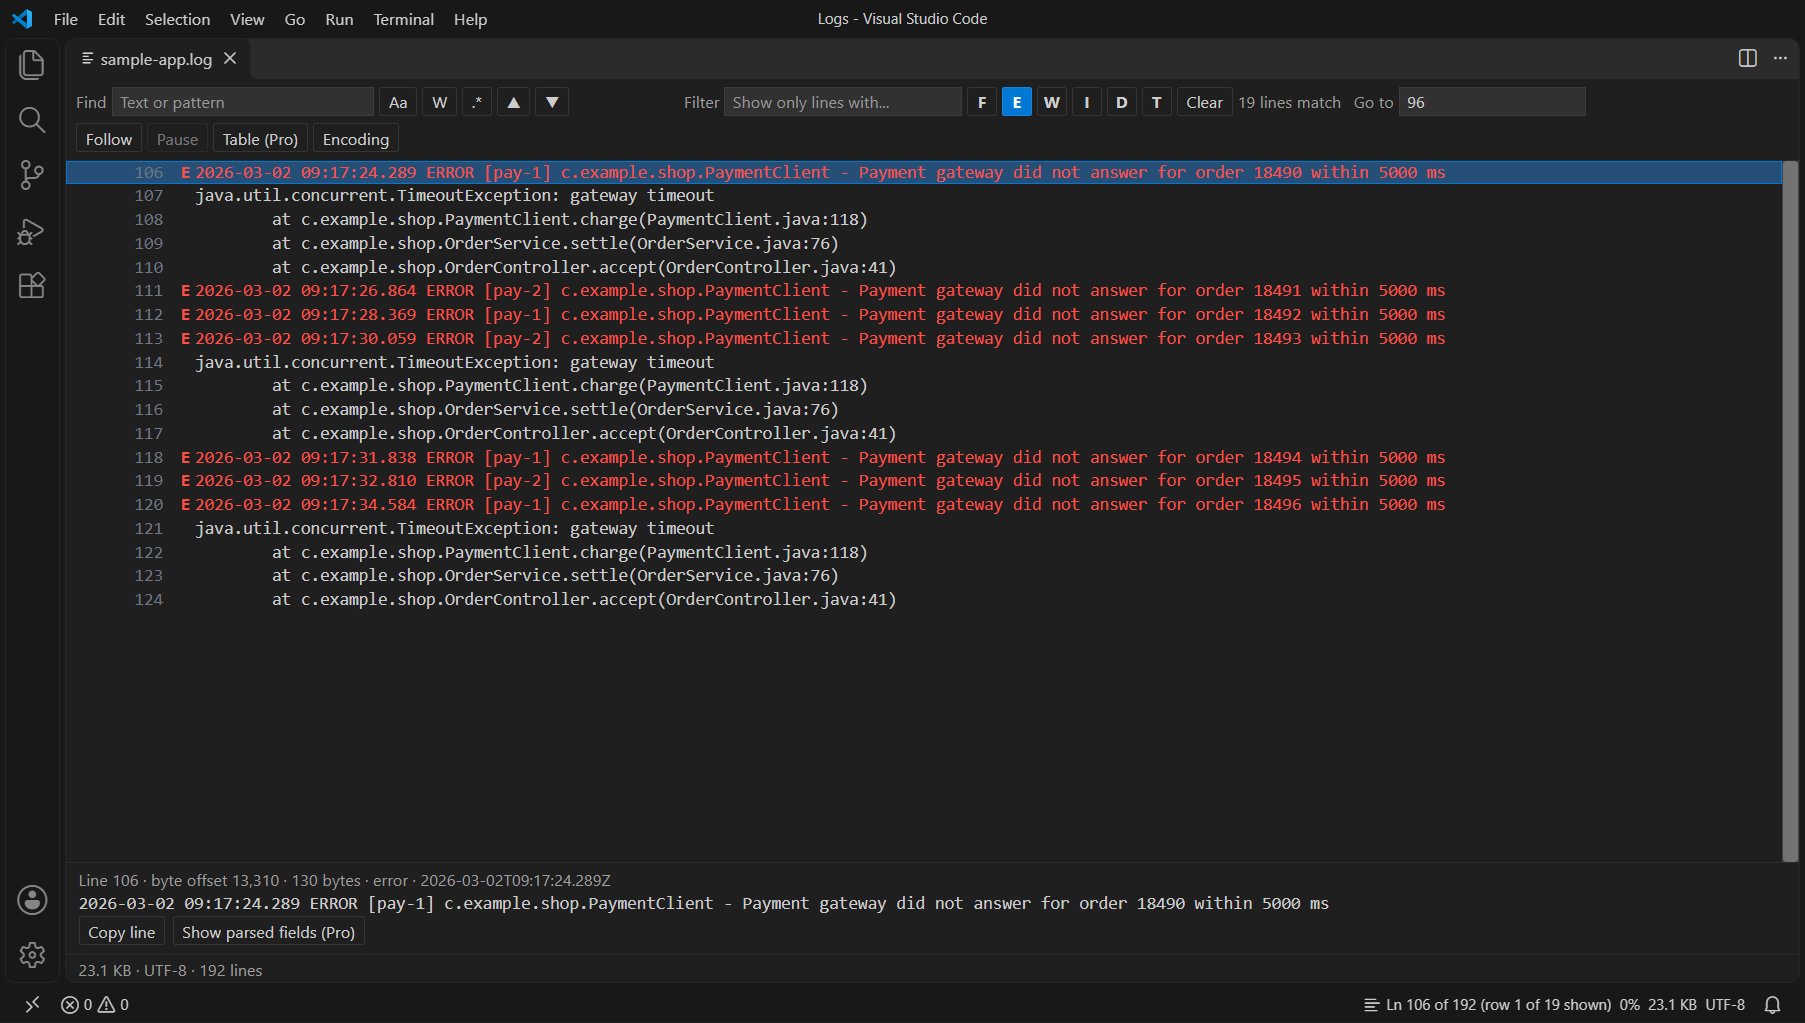 File Edit Selection View Go Run Terminal Help
Logs - Visual Studio Code
sample-app.log
Find Text or pattern Aa W .* ▲ ▼ Filter Show only lines with... F E W I D T Clear 19 lines match Go to 96
Follow Pause Table (Pro) Encoding
106 E 2026-03-02 09:17:24.289 ERROR [pay-1] c.example.shop.PaymentClient - Payment gateway did not answer for order 18490 within 5000 ms
107 java.util.concurrent.TimeoutException: gateway timeout
108 at c.example.shop.PaymentClient.charge(PaymentClient.java:118)
109 at c.example.shop.OrderService.settle(OrderService.java:76)
110 at c.example.shop.OrderController.accept(OrderController.java:41)
111 E 2026-03-02 09:17:26.864 ERROR [pay-2] c.example.shop.PaymentClient - Payment gateway did not answer for order 18491 within 5000 ms
112 E 2026-03-02 09:17:28.369 ERROR [pay-1] c.example.shop.PaymentClient - Payment gateway did not answer for order 18492 within 5000 ms
113 E 2026-03-02 09:17:30.059 ERROR [pay-2] c.example.shop.PaymentClient - Payment gateway did not answer for order 18493 within 5000 ms
114 java.util.concurrent.TimeoutException: gateway timeout
115 at c.example.shop.PaymentClient.charge(PaymentClient.java:118)
116 at c.example.shop.OrderService.settle(OrderService.java:76)
117 at c.example.shop.OrderController.accept(OrderController.java:41)
118 E 2026-03-02 09:17:31.838 ERROR [pay-1] c.example.shop.PaymentClient - Payment gateway did not answer for order 18494 within 5000 ms
119 E 2026-03-02 09:17:32.810 ERROR [pay-2] c.example.shop.PaymentClient - Payment gateway did not answer for order 18495 within 5000 ms
120 E 2026-03-02 09:17:34.584 ERROR [pay-1] c.example.shop.PaymentClient - Payment gateway did not answer for order 18496 within 5000 ms
121 java.util.concurrent.TimeoutException: gateway timeout
122 at c.example.shop.PaymentClient.charge(PaymentClient.java:118)
123 at c.example.shop.OrderService.settle(OrderService.java:76)
124 at c.example.shop.OrderController.accept(OrderController.java:41)
Line 106 · byte offset 13,310 · 130 bytes · error · 2026-03-02T09:17:24.289Z
2026-03-02 09:17:24.289 ERROR [pay-1] c.example.shop.PaymentClient - Payment gateway did not answer for order 18490 within 5000 ms
Copy line Show parsed fields (Pro)
23.1 KB · UTF-8 · 192 lines
0 0 Ln 106 of 192 (row 1 of 19 shown) 0% 23.1 KB UTF-8